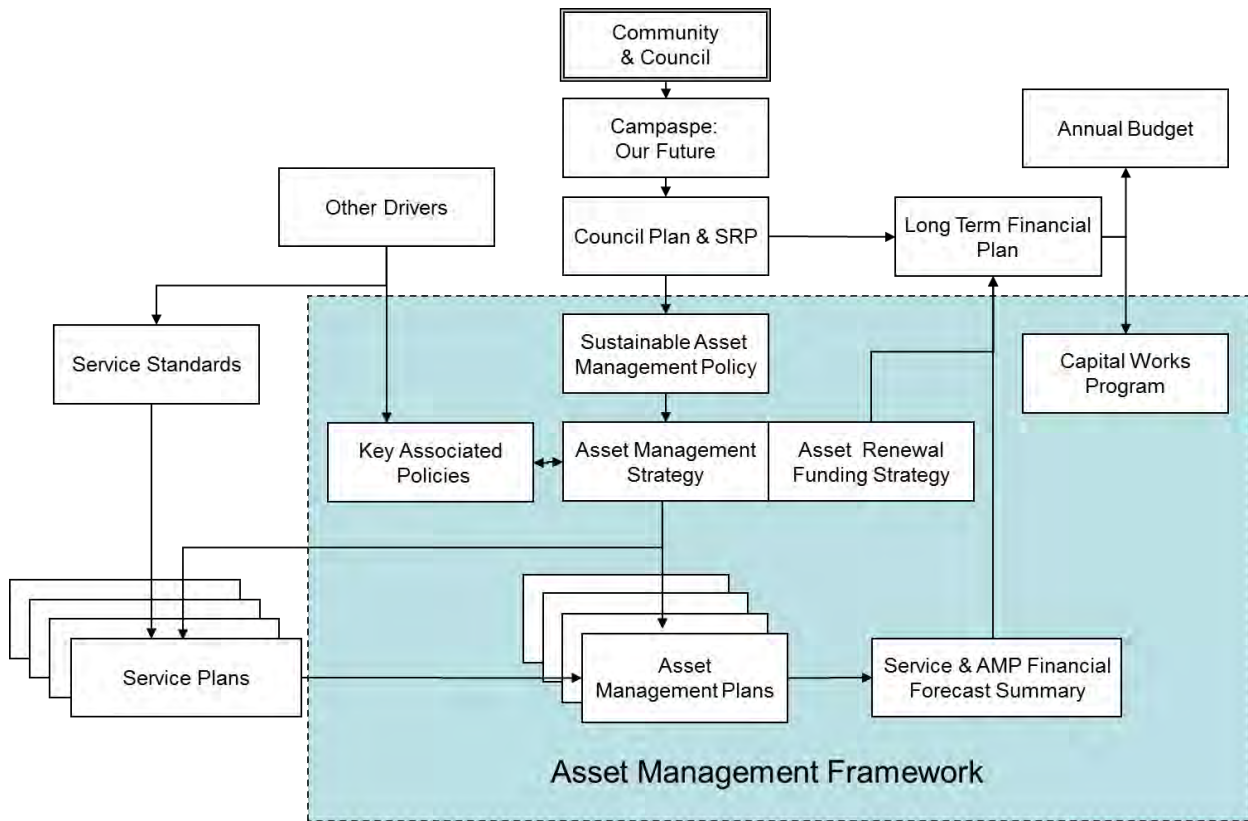 Community
& Council
Campaspe:
Our Future
Annual Budget
Other Drivers
Council Plan & SRP
Long Term Financial
Plan
Service Standards
Sustainable Asset
Management Policy
Capital Works
Program
Key Associated
Policies
Asset Management
Strategy
Asset Renewal
Funding Strategy
Service Plans
Asset
Management Plans
Service & AMP Financial
Forecast Summary
Asset Management Framework